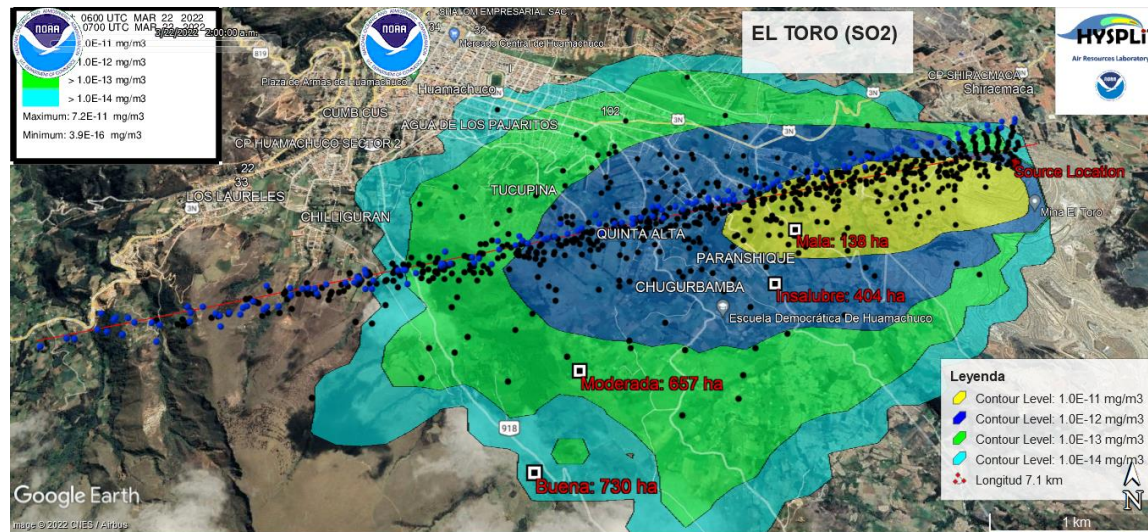 0600 UTC MAR 22 2022
0700 UTC MAR 22 2022
3/22/2022 2:00:00 a.m.
1.0E-11 mg/m3
1.0E-12 mg/m3
> 1.0E-13 mg/m3
> 1.0E-14 mg/m3
Maximum: 7.2E-11 mg/m3
Minimum: 3.9E-16 mg/m3
NOAA
NOAA
SHALOM EMPRESARIAL SAC
34
32
Mercado Central de Huamachuco
819
Plaza de Armas de Huamachuco
Huamachuco
EL TORO (SO2)
HYSPLIT
Air Resources Laboratory
3N
CP SHIRACMACA
Shiracmaca
CUMBICUS
102
AGUA DE LOS PAJARITOS
3N
3N
CP HUAMACHUCO SECTOR 2
22
33
LOS LAURELES
3N
TUCUPINA
CHILLIGURAN
Source Location
Mina El Toro
QUINTA ALTA
Mala: 138 ha
PARANSHIQUE
CHUGURBAMBA
Insalubre: 404 ha
Escuela Democrática De Huamachuco
Moderada: 657 ha
918
Buena: 730 ha
Leyenda
Contour Level: 1.0E-11 mg/m3
Contour Level: 1.0E-12 mg/m3
Contour Level: 1.0E-13 mg/m3
Contour Level: 1.0E-14 mg/m3
Longitud 7.1 km
N
1 km
Google Earth
Image © 2022 CNES / Airbus